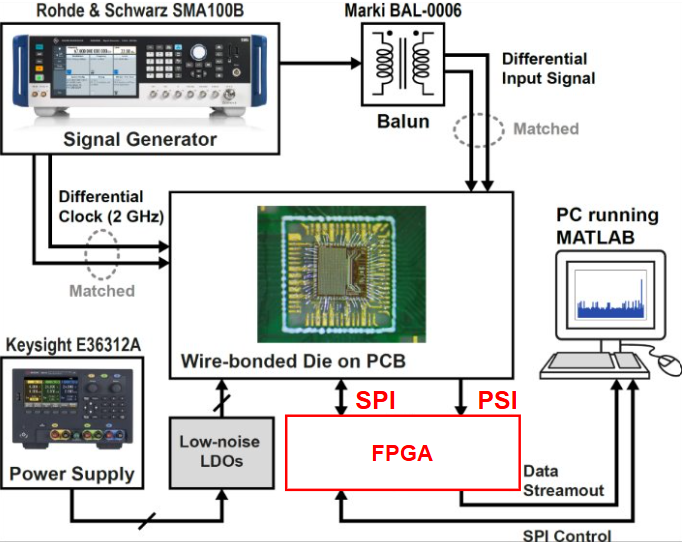 Rohde & Schwarz SMA100B
Marki BAL-0006
Differential
Input Signal
Balun
Matched
Signal Generator
Differential
Clock (2 GHz)
Matched
PC running
MATLAB
Keysight E36312A
Wire-bonded Die on PCB
SPI
PSI
Low-noise
LDOs
FPGA
Power Supply
Data
Streamout
SPI Control